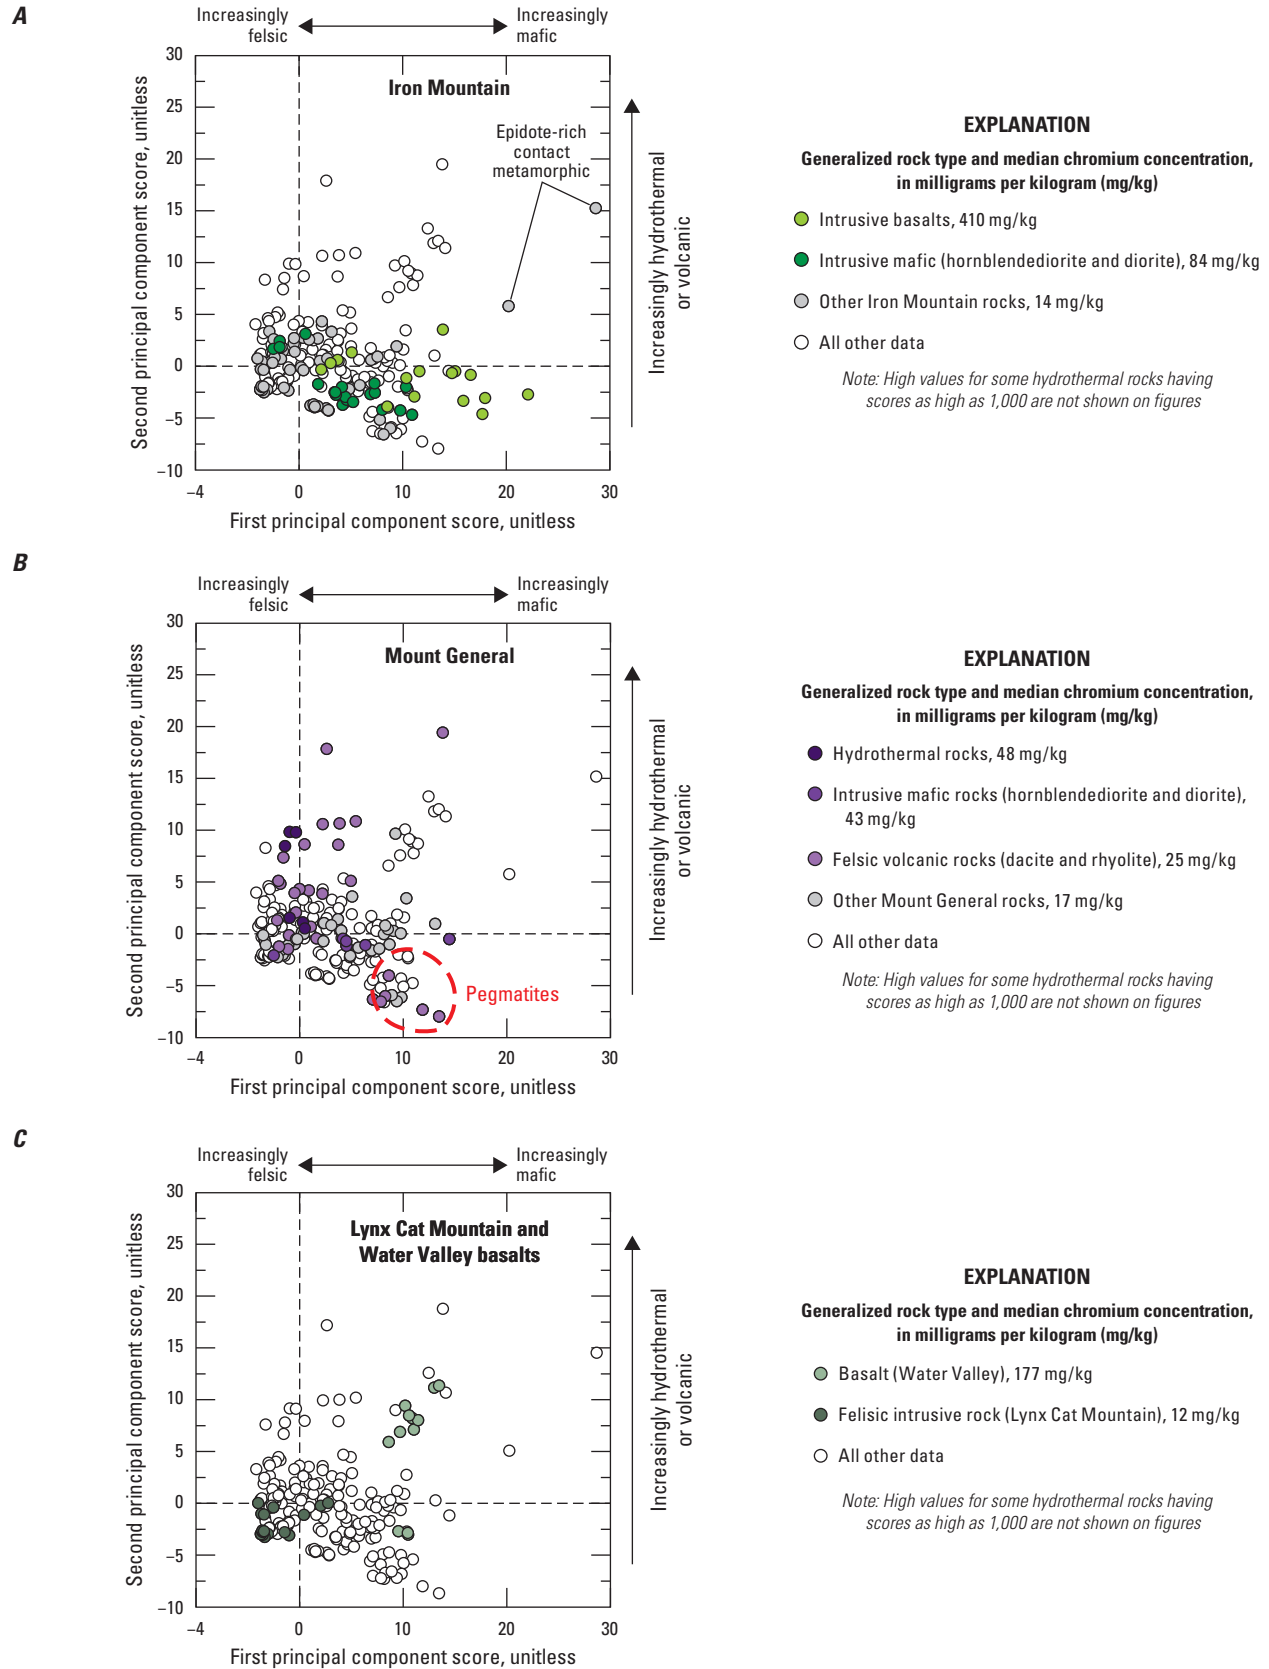 A
Increasingly
felsic
Increasingly
mafic
30
25
20
15
10
5
0
−5
−10
Second principal component score, unitless
Iron Mountain
Epidote-rich
contact
metamorphic
−4
0
10
20
30
First principal component score, unitless
Increasingly hydrothermal
or volcanic
EXPLANATION
Generalized rock type and median chromium concentration,
in milligrams per kilogram (mg/kg)
Intrusive basalts, 410 mg/kg
Intrusive mafic (hornblendediorite and diorite), 84 mg/kg
Other Iron Mountain rocks, 14 mg/kg
All other data
Note: High values for some hydrothermal rocks having
scores as high as 1,000 are not shown on figures
B
Increasingly
felsic
Increasingly
mafic
30
25
20
15
10
5
0
−5
−10
Second principal component score, unitless
Mount General
Pegmatites
−4
0
10
20
30
First principal component score, unitless
Increasingly hydrothermal
or volcanic
EXPLANATION
Generalized rock type and median chromium concentration,
in milligrams per kilogram (mg/kg)
Hydrothermal rocks, 48 mg/kg
Intrusive mafic rocks (hornblendediorite and diorite),
43 mg/kg
Felsic volcanic rocks (dacite and rhyolite), 25 mg/kg
Other Mount General rocks, 17 mg/kg
All other data
Note: High values for some hydrothermal rocks having
scores as high as 1,000 are not shown on figures
C
Increasingly
felsic
Increasingly
mafic
30
25
20
15
10
5
0
−5
−10
Second principal component score, unitless
Lynx Cat Mountain and
Water Valley basalts
−4
0
10
20
30
First principal component score, unitless
Increasingly hydrothermal
or volcanic
EXPLANATION
Generalized rock type and median chromium concentration,
in milligrams per kilogram (mg/kg)
Basalt (Water Valley), 177 mg/kg
Felisic intrusive rock (Lynx Cat Mountain), 12 mg/kg
All other data
Note: High values for some hydrothermal rocks having
scores as high as 1,000 are not shown on figures